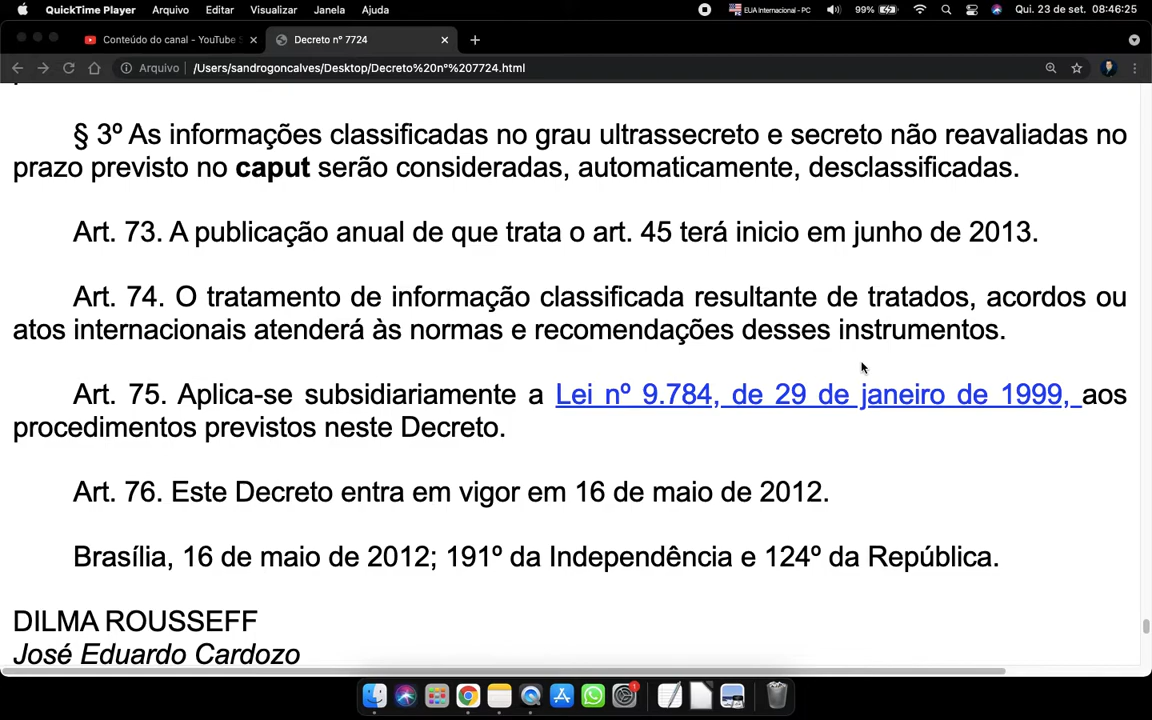 QuickTime Player Arquivo Editar Visualizar Janela Ajuda EUA Internacional - PC 99% Qui. 23 de set. 08:46:25
Conteúdo do canal - YouTube Decreto nº 7724
Arquivo /Users/sandrogoncalves/Desktop/Decreto%20nº%207724.html
§ 3º As informações classificadas no grau ultrassecreto e secreto não reavaliadas no
prazo previsto no caput serão consideradas, automaticamente, desclassificadas.
Art. 73. A publicação anual de que trata o art. 45 terá inicio em junho de 2013.
Art. 74. O tratamento de informação classificada resultante de tratados, acordos ou
atos internacionais atenderá às normas e recomendações desses instrumentos.
Art. 75. Aplica-se subsidiariamente a Lei nº 9.784, de 29 de janeiro de 1999, aos
procedimentos previstos neste Decreto.
Art. 76. Este Decreto entra em vigor em 16 de maio de 2012.
Brasília, 16 de maio de 2012; 191º da Independência e 124º da República.
DILMA ROUSSEFF
José Eduardo Cardozo
1